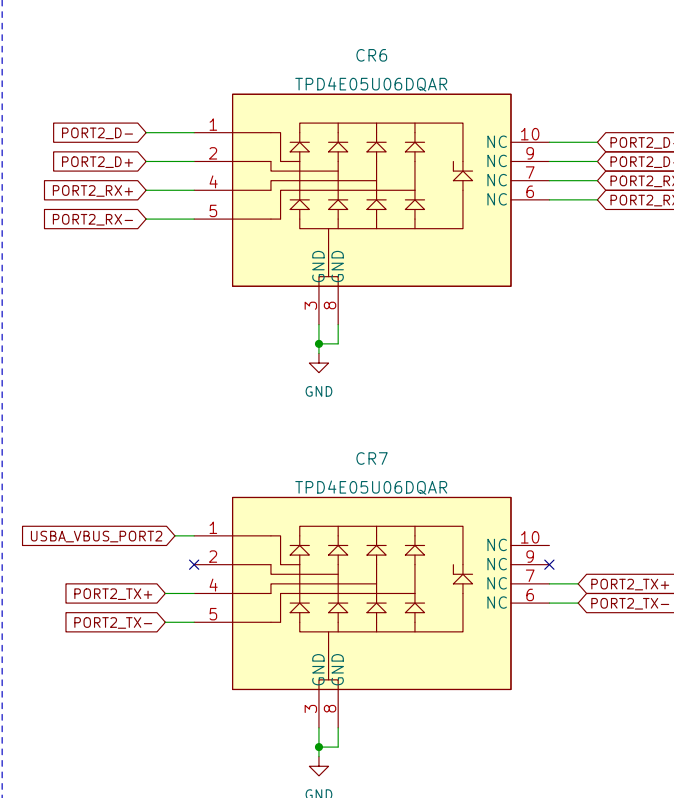 CR6
TPD4E05U06DQAR
PORT2_D- 1
NC 10
PORT2_D+ 2
NC 9 PORT2_D
PORT2_RX+ 4
NC 7
PORT2_RX- 5
NC 6
GND GND
3 8
GND
CR7
TPD4E05U06DQAR
USBA_VBUS_PORT2 1
NC 10
2
NC 9
PORT2_TX+ 4
NC 7 PORT2_TX+
PORT2_TX- 5
NC 6 PORT2_TX-
GND GND
3 8
GND